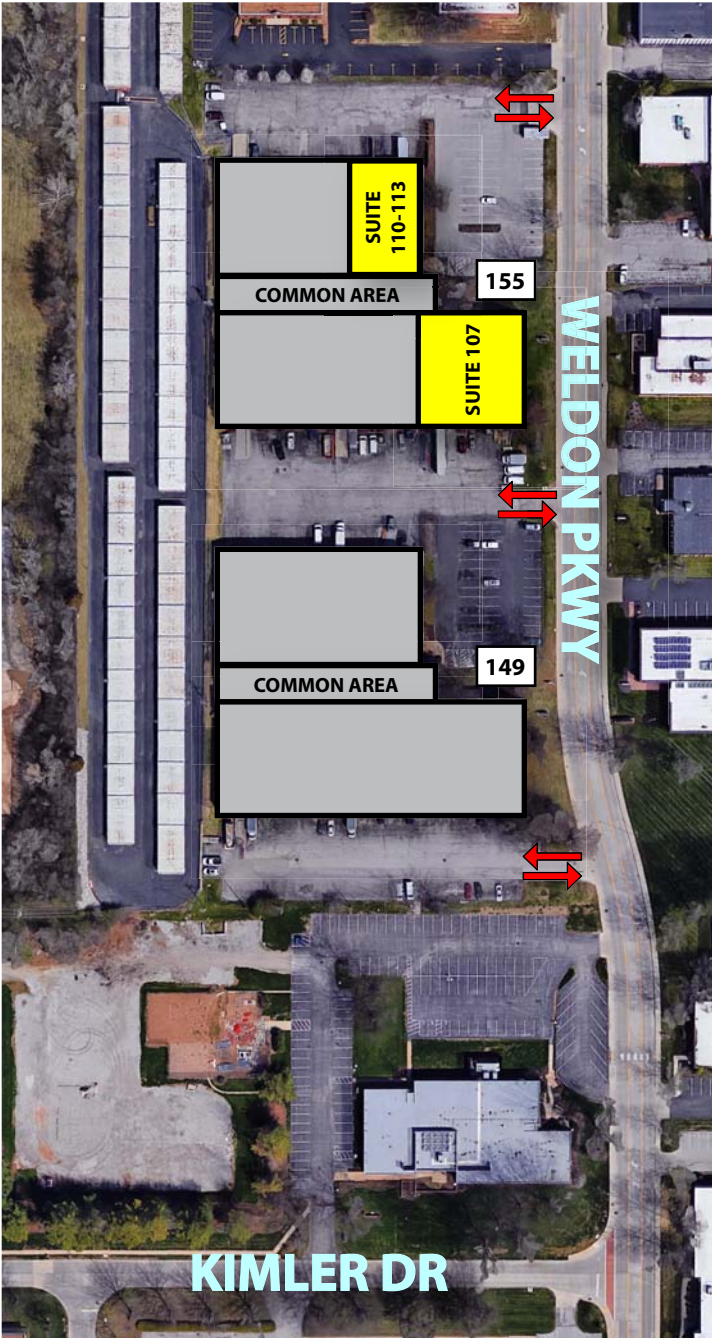 SUITE
110-113
155
COMMON AREA
SUITE 107
WELDON PKWY
149
COMMON AREA
KIMLER DR